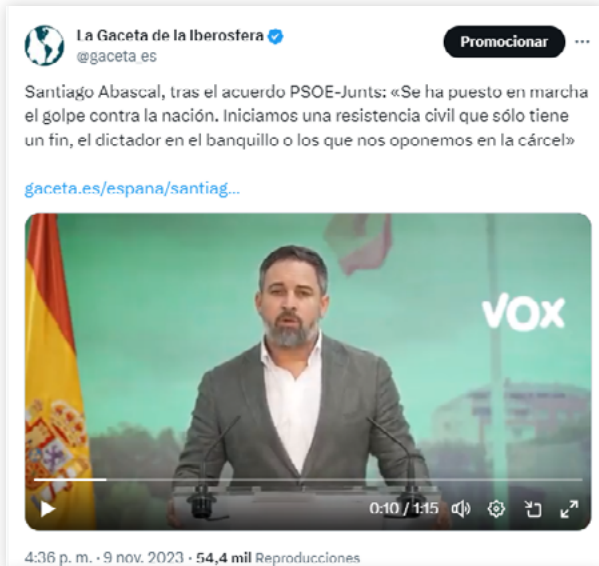 La Gaceta de la Iberosfera
@gaceta_es
Promocionar
Santiago Abascal, tras el acuerdo PSOE-Junts: «Se ha puesto en marcha
el golpe contra la nación. Iniciamos una resistencia civil que sólo tiene
un fin, el dictador en el banquillo o los que nos oponemos en la cárcel»
gaceta.es/espana/santiag...
VOX
0:10 / 1:15
4:36 p. m. · 9 nov. 2023 · 54,4 mil Reproducciones